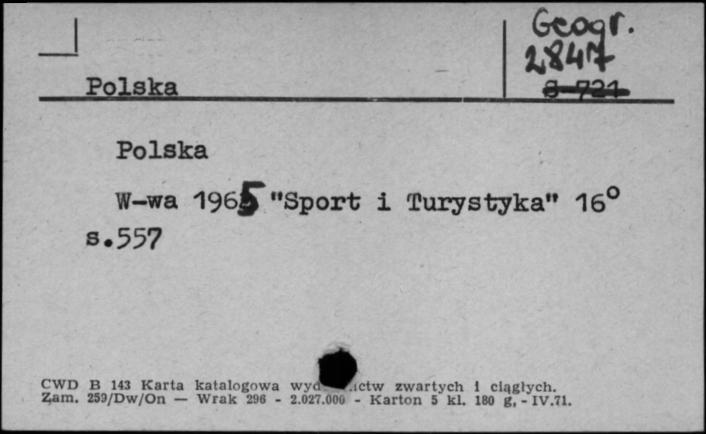 Geogr.
2847
8-721
Polska
Polska
W-wa 1965 "Sport i Turystyka" 16°
s.557
CWD B 143 Karta katalogowa zwartych i ciągłych.
Zam. 259/Dw/On — Wrak 296 - 2.027.000 - Karton 5 kl. 180 g, - IV.71.